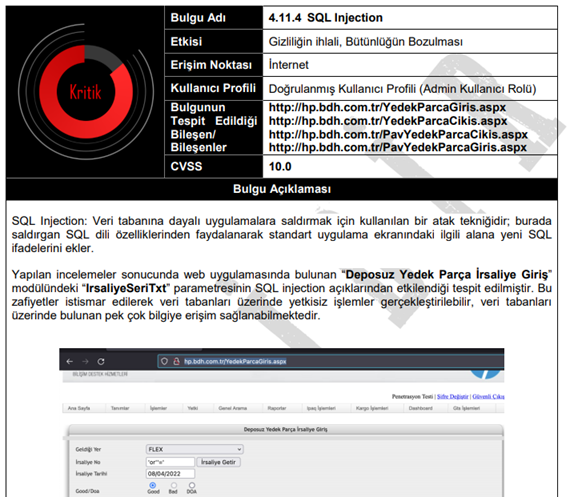 Kritik
Bulgu Adı
4.11.4 SQL Injection
Etkisi
Gizliliğin ihlali, Bütünlüğün Bozulması
Erişim Noktası
İnternet
Kullanıcı Profili
Doğrulanmış Kullanıcı Profili (Admin Kullanıcı Rolü)
Bulgunun
Tespit Edildiği
Bileşen/
Bileşenler
http://hp.bdh.com.tr/YedekParcaGiris.aspx
http://hp.bdh.com.tr/YedekParcaCikis.aspx
http://hp.bdh.com.tr/PavYedekParcaCikis.aspx
http://hp.bdh.com.tr/PavYedekParcaGiris.aspx
CVSS
10.0
Bulgu Açıklaması
SQL Injection: Veri tabanına dayalı uygulamalara saldırmak için kullanılan bir atak tekniğidir; burada
saldırgan SQL dili özelliklerinden faydalanarak standart uygulama ekranındaki ilgili alana yeni SQL
ifadelerini ekler.
Yapılan incelemeler sonucunda web uygulamasında bulunan “Deposuz Yedek Parça İrsaliye Giriş”
modülündeki “IrsaliyeSeriTxt” parametresinin SQL injection açıklarından etkilendiği tespit edilmiştir. Bu
zafiyetler istismar edilerek veri tabanları üzerinde yetkisiz işlemler gerçekleştirilebilir, veri tabanları
üzerinde bulunan pek çok bilgiye erişim sağlanabilmektedir.
hp.bdh.com.tr/YedekParcaGiris.aspx
BİLİŞİM DESTEK HİZMETLERİ
Penetrasyon Testi | Şifre Değiştir | Güvenli Çıkış
Ana Sayfa Tanımlar İşlemler Yetki Genel Arama Raporlar İpaq İşlemleri Kargo İşlemleri Dashboard Gts İşlemleri
Deposuz Yedek Parça İrsaliye Giriş
Geldiği Yer FLEX
İrsaliye No 'or''=' İrsaliye Getir
İrsaliye Tarihi 08/04/2022
Good/Doa Good Bad DOA